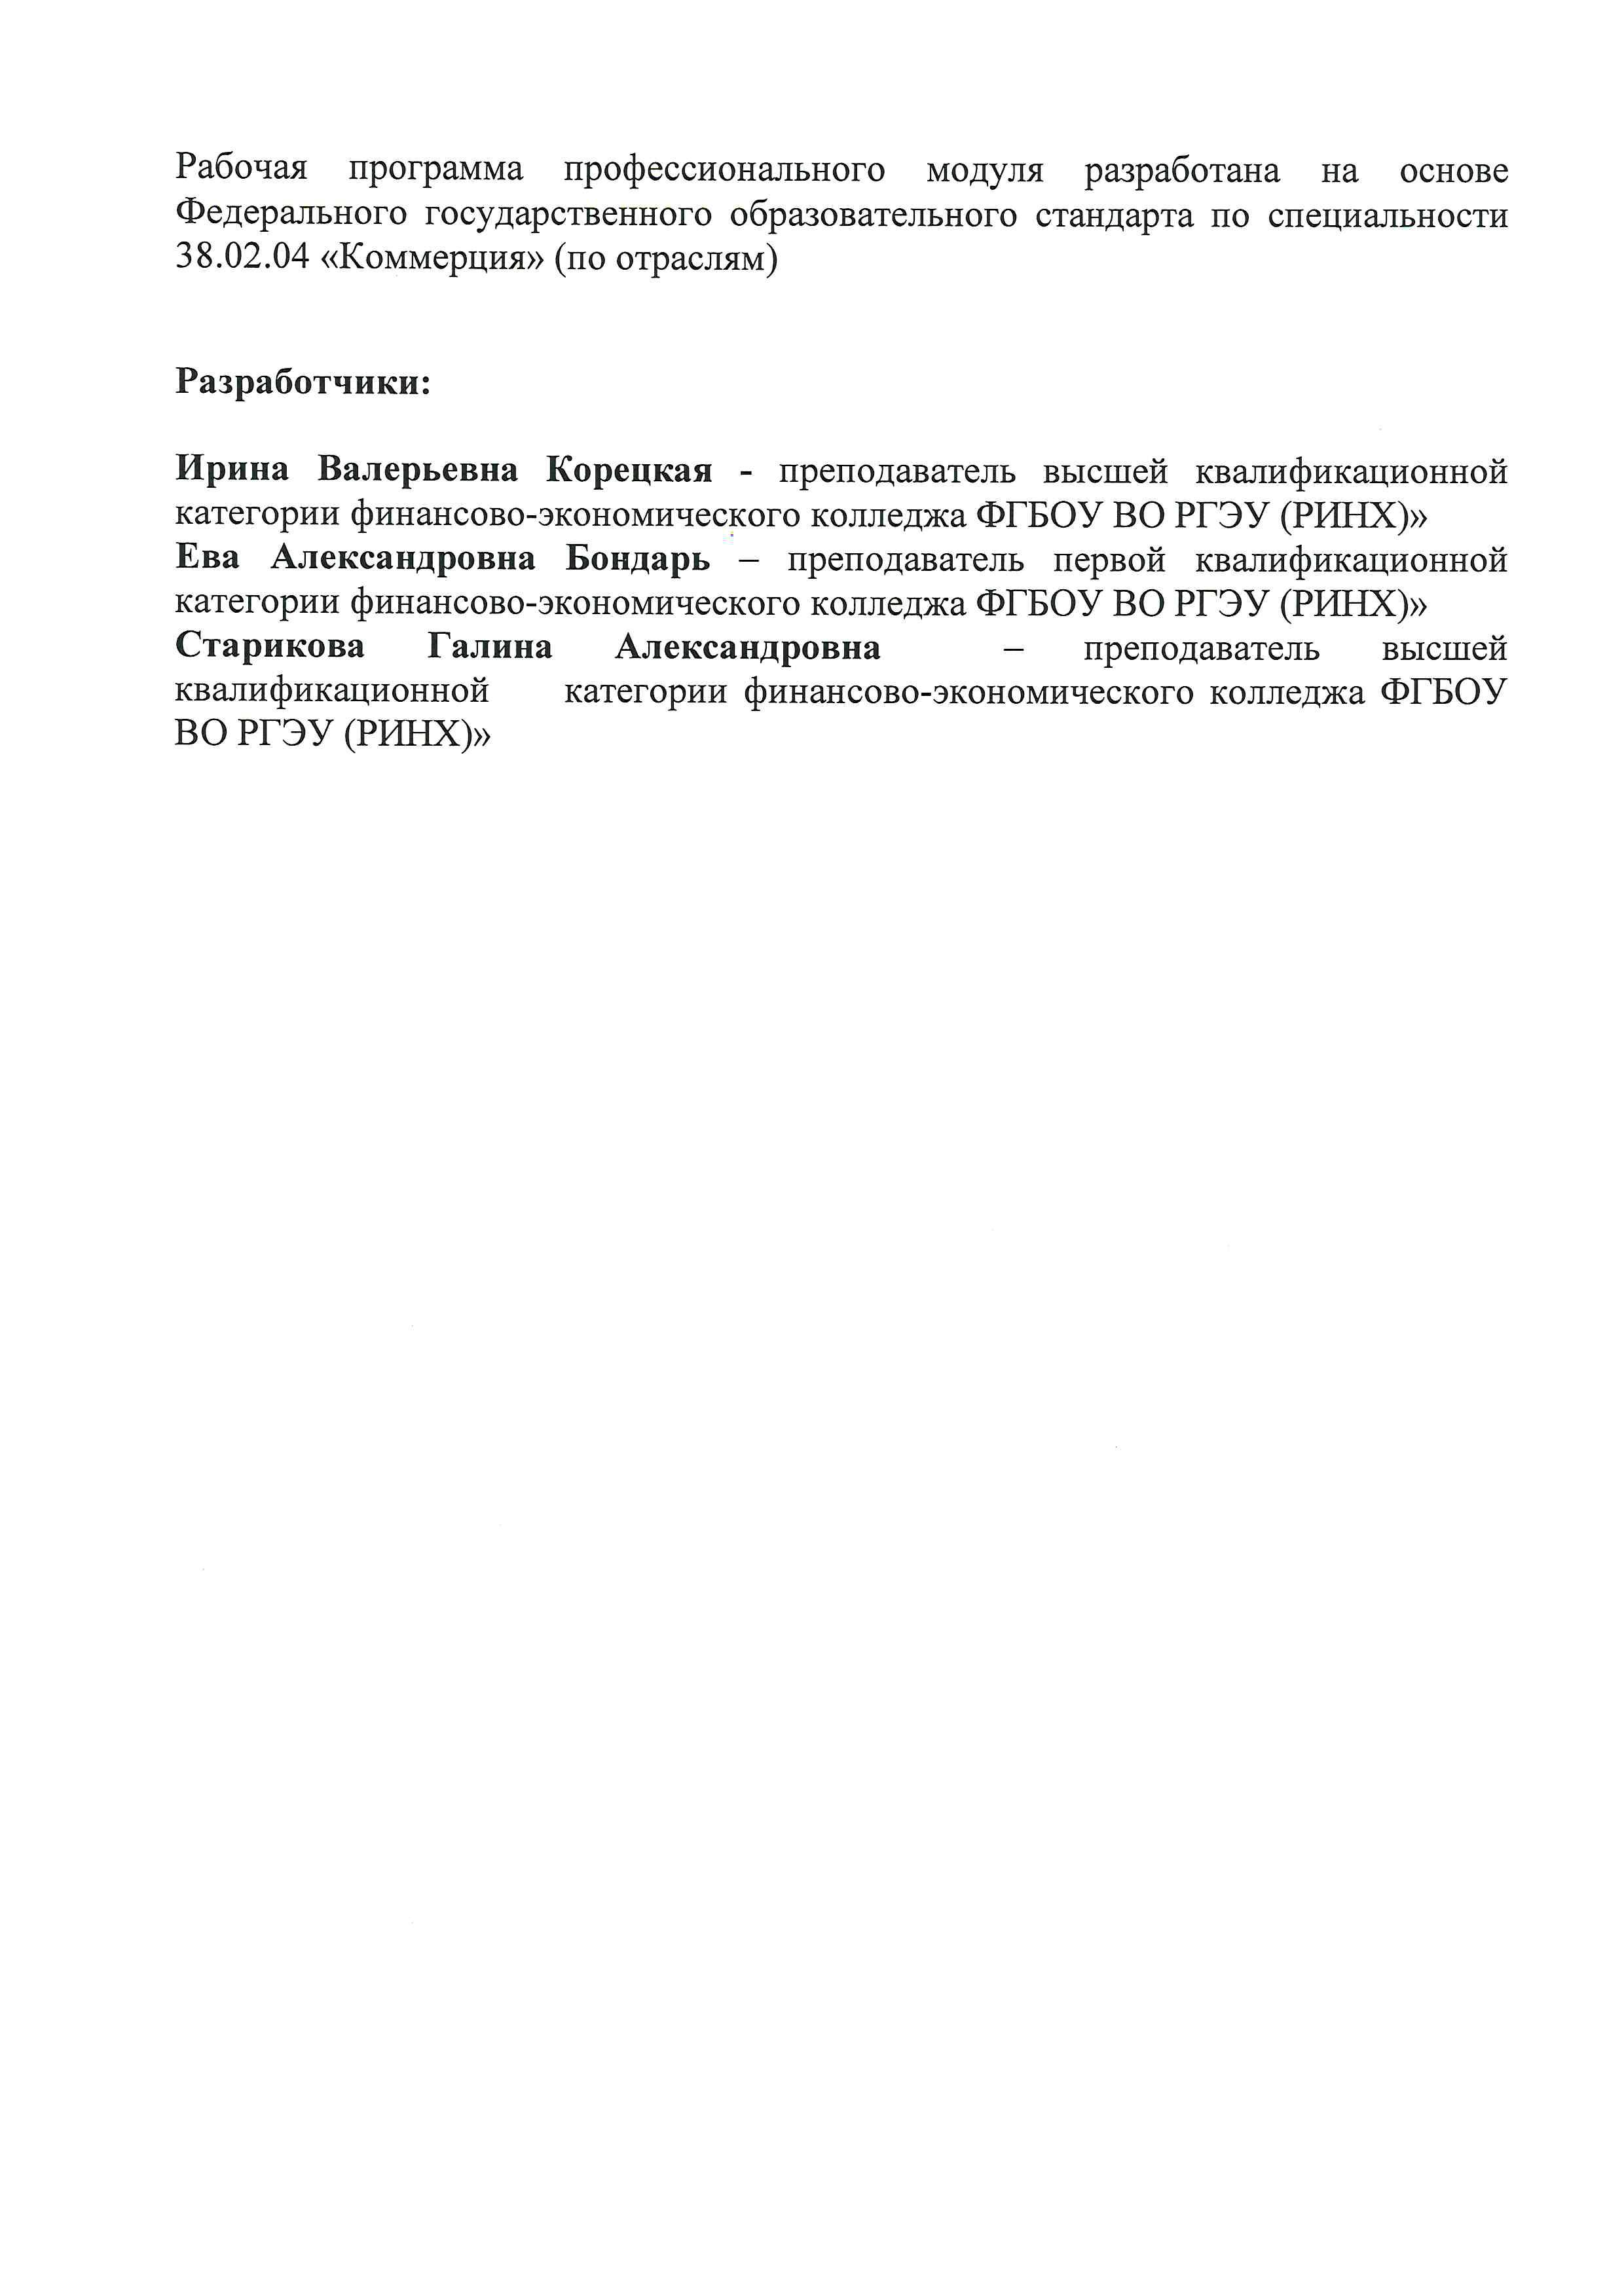 Рабочая программа профессионального модуля разработана на основе
Федерального государственного образовательного стандарта по специальности
38.02.04 «Коммерция» (по отраслям)
Разработчики:
Ирина Валерьевна Корецкая - преподаватель высшей квалификационной
категории финансово-экономического колледжа ФГБОУ ВО РГЭУ (РИНХ)»
Ева Александровна Бондарь – преподаватель первой квалификационной
категории финансово-экономического колледжа ФГБОУ ВО РГЭУ (РИНХ)»
Старикова Галина Александровна – преподаватель высшей
квалификационной категории финансово-экономического колледжа ФГБОУ
ВО РГЭУ (РИНХ)»